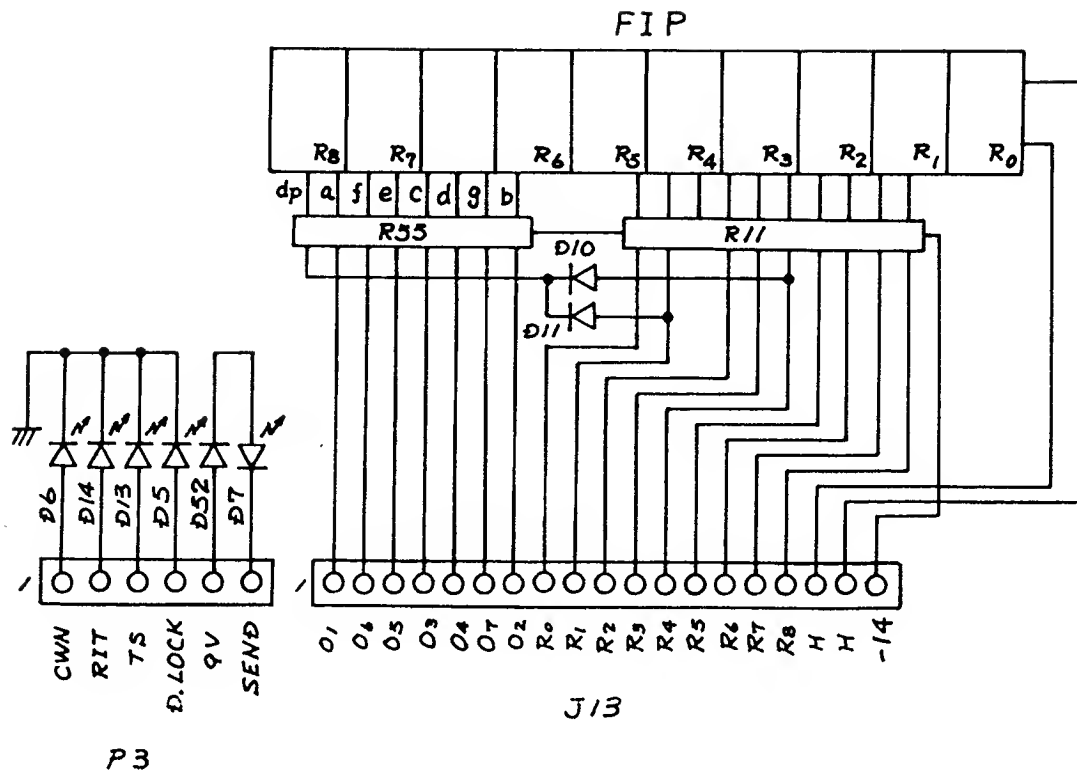 FIP
R8 R7 R6 R5 R4 R3 R2 R1 R0
dp a f e c d g b
R55 R11
D10
D11
D6 D14 D13 D5 D52 D7
1 1
CWN RIT TS D.LOCK 9V SEND
O1 O6 O5 O3 O4 O7 O2 R0 R1 R2 R3 R4 R5 R6 R7 R8 H H -14
J13
P3